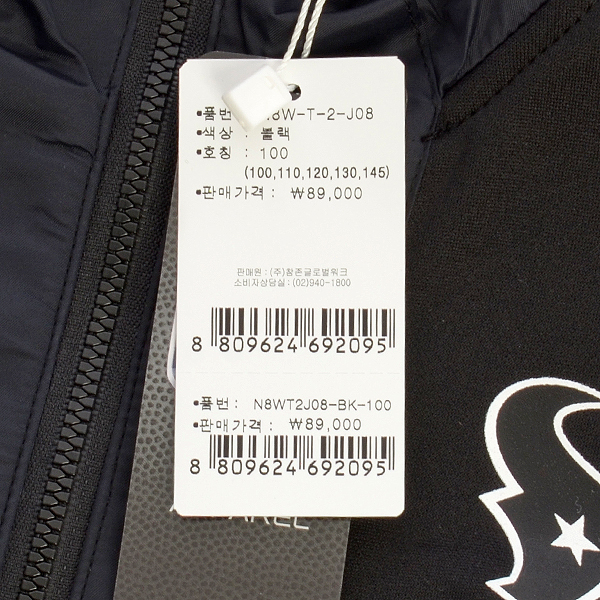 •품번 : N8W-T-2-J08
•색상 : 블랙
•호칭 : 100
(100,110,120,130,145)
•판매가격 : ₩89,000
판매원 : (주)참존글로벌워크
소비자상담실 : (02)940-1800
8 809624 692095
•품번 : N8WT2J08-BK-100
•판매가격 : ₩89,000
8 809624 692095